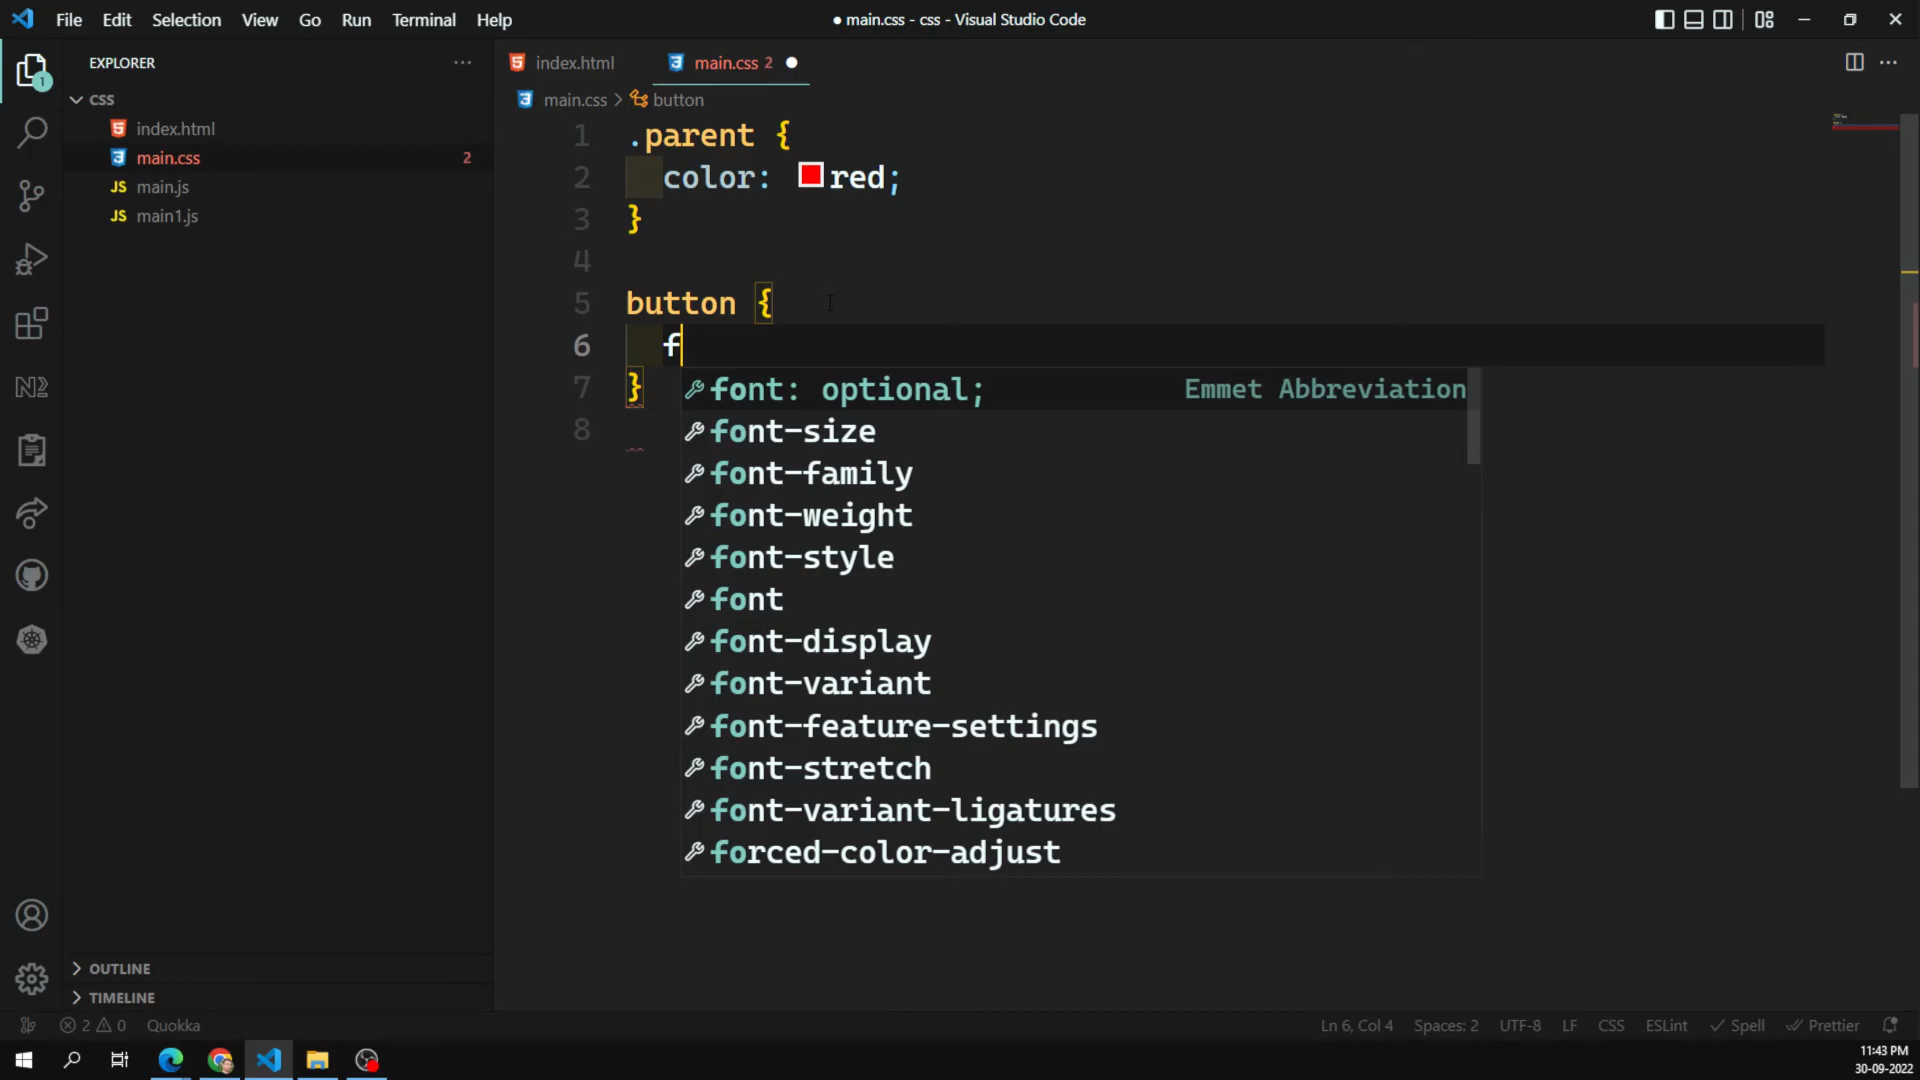 File Edit Selection View Go Run Terminal Help
● main.css - css - Visual Studio Code
EXPLORER
CSS
index.html
main.css 2
JS main.js
JS main1.js
OUTLINE
TIMELINE
1
N
index.html
main.css 2
main.css > button
1 .parent {
2 color: red;
3 }
4
5 button {
6 f
7 }
8
font: optional; Emmet Abbreviation
font-size
font-family
font-weight
font-style
font
font-display
font-variant
font-feature-settings
font-stretch
font-variant-ligatures
forced-color-adjust
2 0 Quokka
Ln 6, Col 4 Spaces: 2 UTF-8 LF CSS ESLint Spell Prettier
11:43 PM
30-09-2022